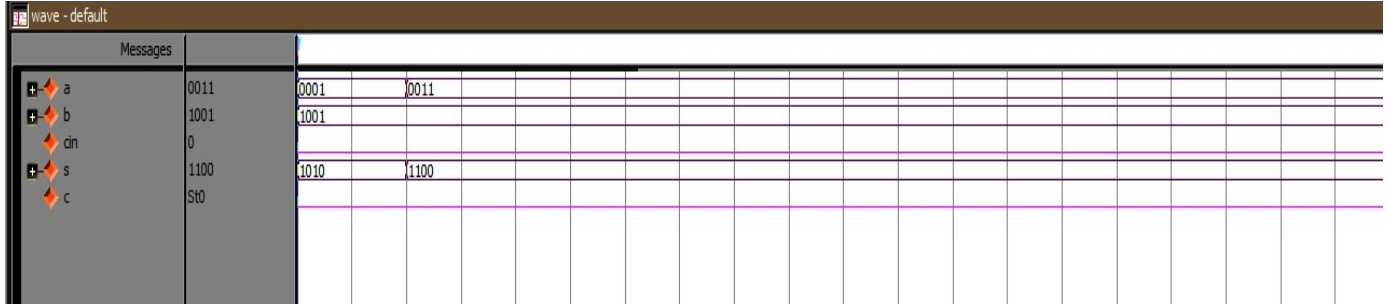 wave - default
Messages
a 0011 0001 0011
b 1001 1001
cin 0
s 1100 1010 1100
c St0